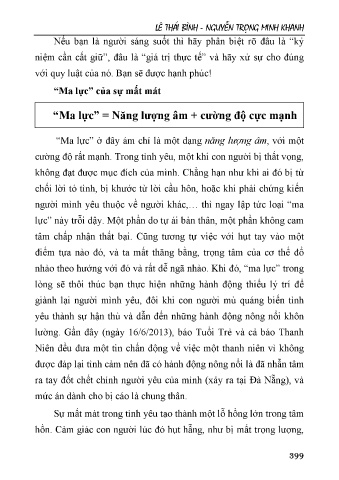 LÊ THÁI BÌNH - NGUYỄN TRỌNG MINH KHANH
Nếu bạn là người sáng suốt thì hãy phân biệt rõ đâu là “kỷ
niệm cần cất giữ”, đâu là “giá trị thực tế” và hãy xử sự cho đúng
với quy luật của nó. Bạn sẽ được hạnh phúc!
“Ma lực” của sự mất mát
“Ma lực” = Năng lượng âm + cường độ cực mạnh
“Ma lực” ở đây ám chỉ là một dạng năng lượng âm, với một
cường độ rất mạnh. Trong tình yêu, một khi con người bị thất vọng,
không đạt được mục đích của mình. Chẳng hạn như khi ai đó bị từ
chối lời tỏ tình, bị khước từ lời cầu hôn, hoặc khi phải chứng kiến
người mình yêu thuộc về người khác,… thì ngay lập tức loại “ma
lực” này trỗi dậy. Một phần do tự ái bản thân, một phần không cam
tâm chấp nhận thất bại. Cũng tương tự việc với hụt tay vào một
điểm tựa nào đó, và ta mất thăng bằng, trọng tâm của cơ thể đổ
nhào theo hướng với đó và rất dễ ngã nhào. Khi đó, “ma lực” trong
lòng sẽ thôi thúc bạn thực hiện những hành động thiếu lý trí để
giành lại người mình yêu, đôi khi con người mù quáng biến tình
yêu thành sự hận thù và dẫn đến những hành động nông nổi khôn
lường. Gần đây (ngày 16/6/2013), báo Tuổi Trẻ và cả báo Thanh
Niên đều đưa một tin chấn động về việc một thanh niên vì không
được đáp lại tình cảm nên đã có hành động nông nổi là đã nhẫn tâm
ra tay đốt chết chính người yêu của mình (xảy ra tại Đà Nẵng), và
mức án dành cho bị cáo là chung thân.
Sự mất mát trong tình yêu tạo thành một lỗ hổng lớn trong tâm
hồn. Cảm giác con người lúc đó hụt hẫng, như bị mất trọng lượng,
399